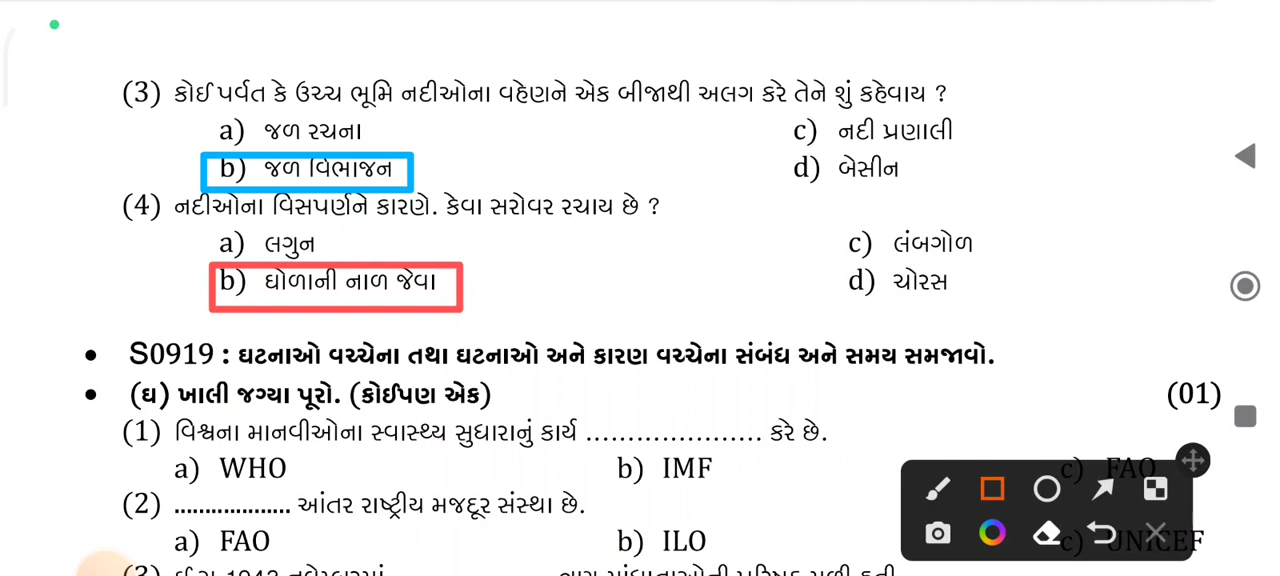 (3) કોઈ પર્વત કે ઉચ્ચ ભૂમિ નદીઓના વહેણને એક બીજાથી અલગ કરે તેને શું કહેવાય ?
a) જળ રચના c) નદી પ્રણાલી
b) જળ વિભાજન d) બેસીન
(4) નદીઓના વિસપર્ણને કારણે. કેવા સરોવર રચાય છે ?
a) લગુન c) લંબગોળ
b) ઘોળાની નાળ જેવા d) ચોરસ
• S0919 : ઘટનાઓ વચ્ચેના તથા ઘટનાઓ અને કારણ વચ્ચેના સંબંધ અને સમય સમજાવો.
• (ઘ) ખાલી જગ્યા પૂરો. (કોઈપણ એક) (01)
(1) વિશ્વના માનવીઓના સ્વાસ્થ્ય સુધારાનું કાર્ય ..................... કરે છે.
a) WHO b) IMF c) FAO
(2) ................... આંતર રાષ્ટ્રીય મજદૂર સંસ્થા છે.
a) FAO b) ILO c) UNICEF